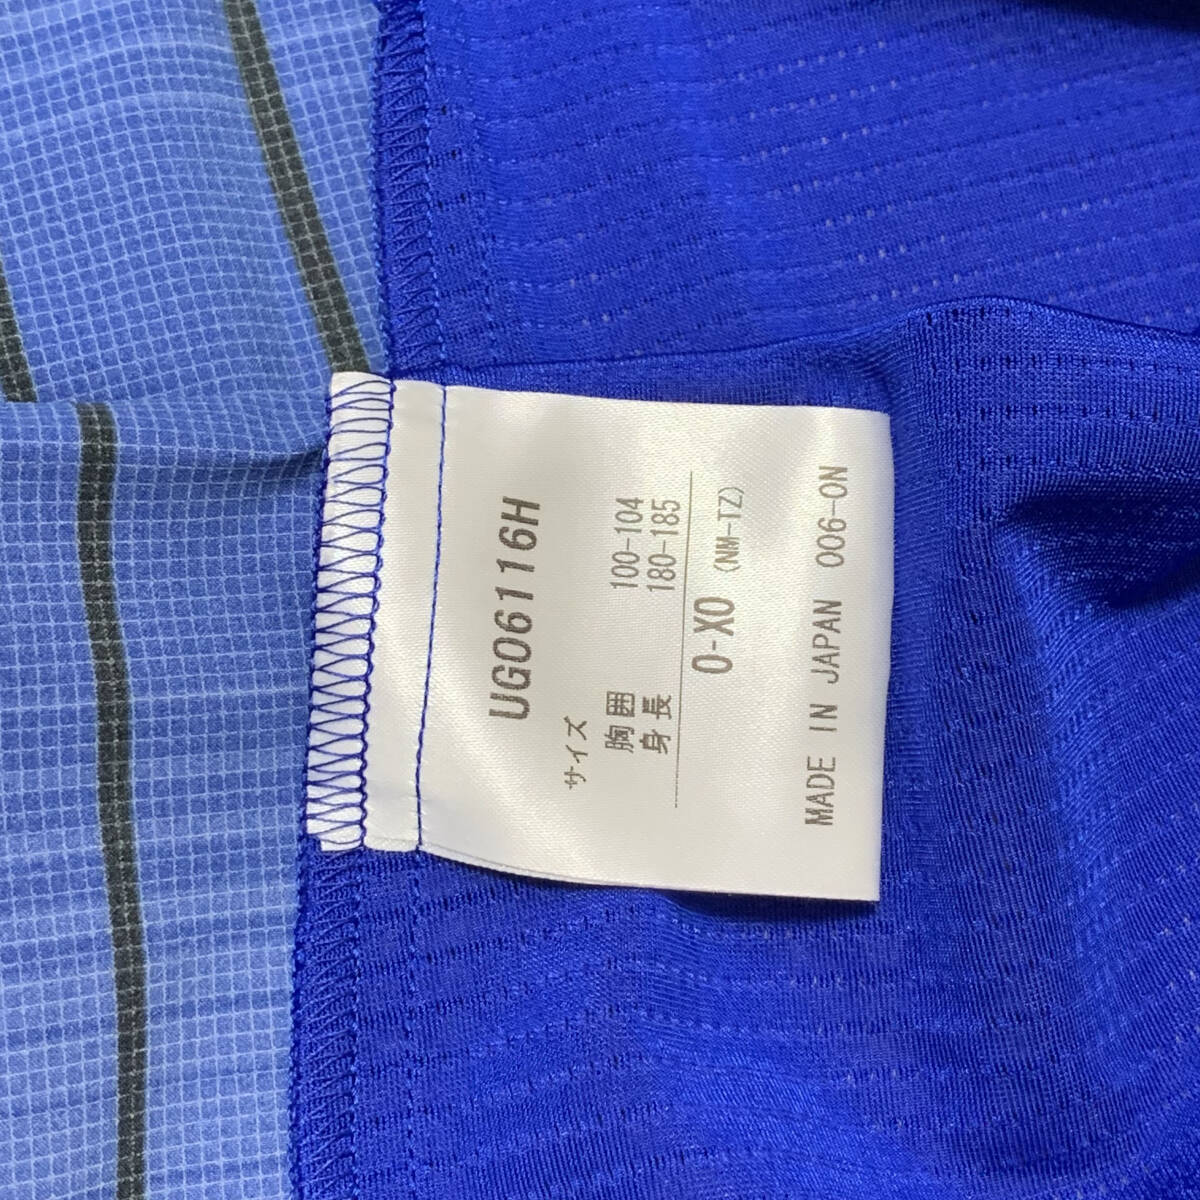 UG06116H
サイズ
胸囲 100-104
身長 180-185
O-XO (NM-TZ)
MADE IN JAPAN 006-ON